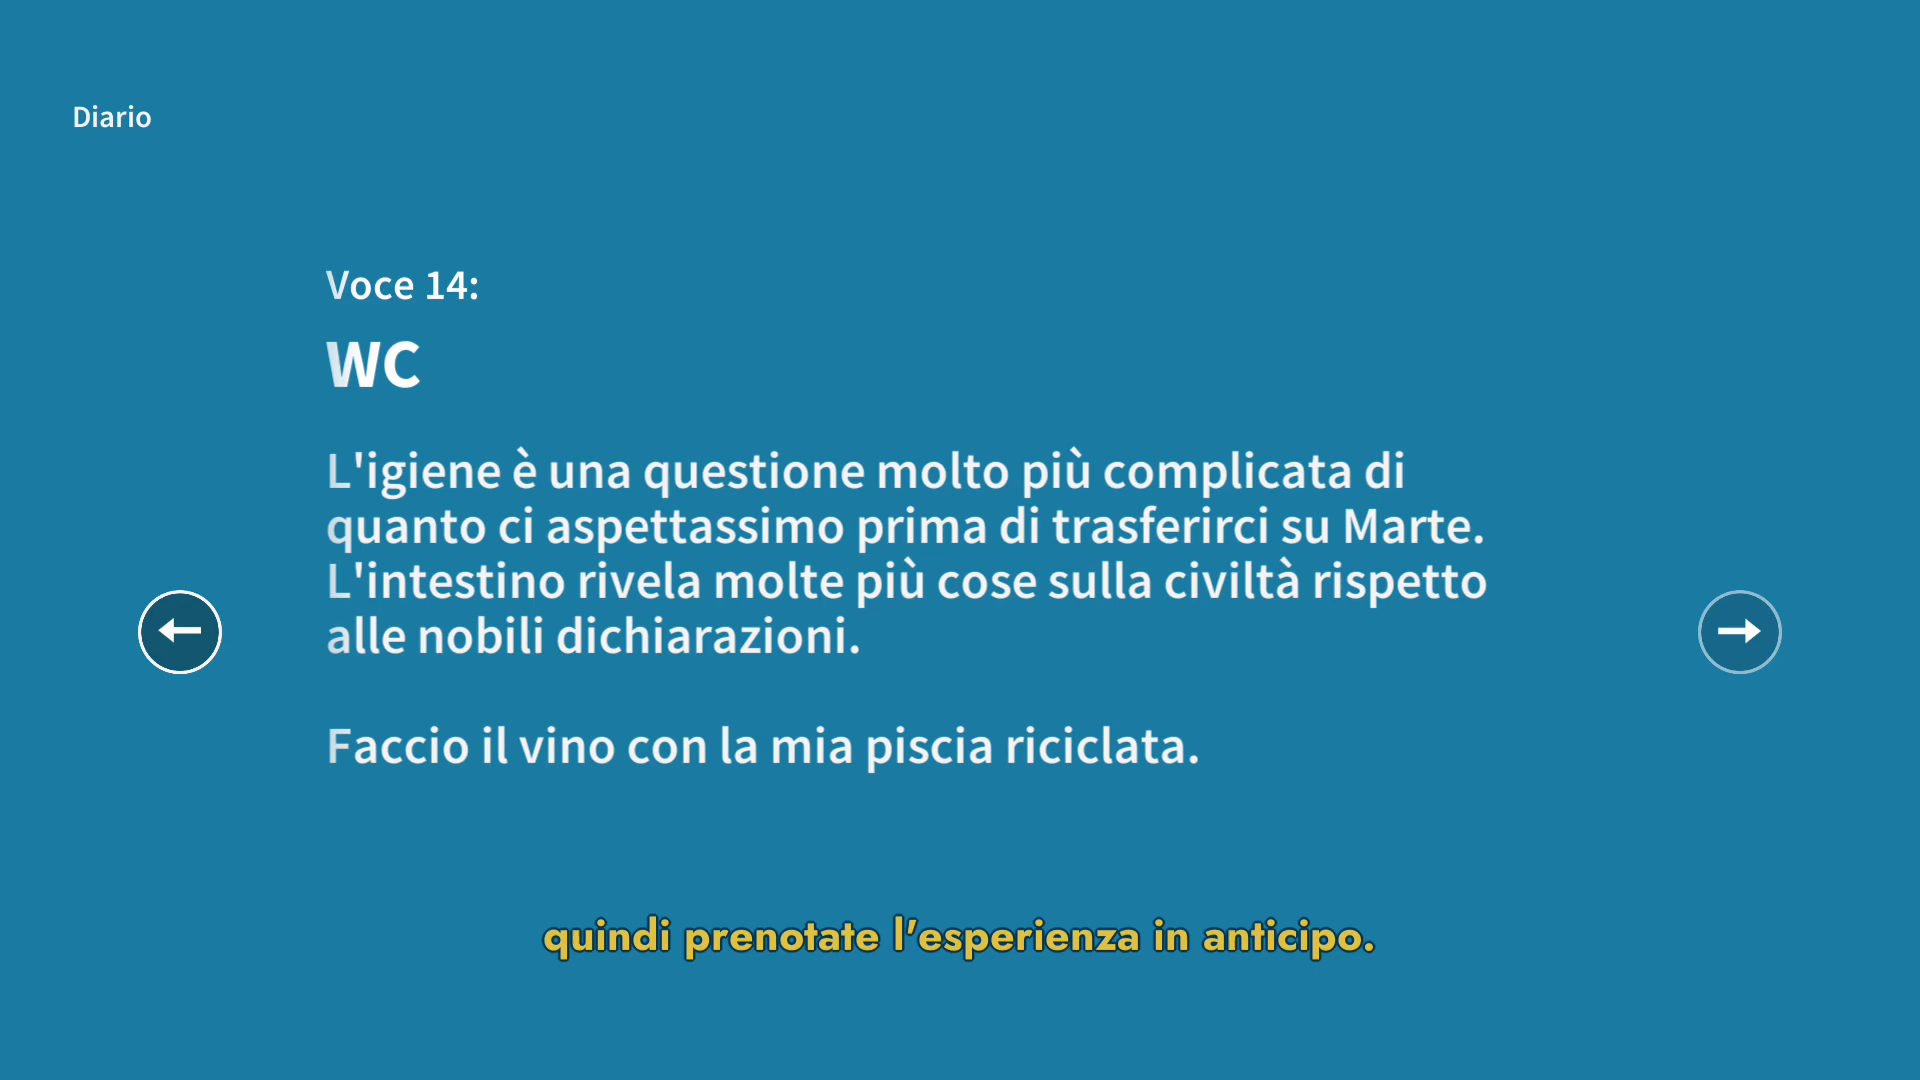 Diario
Voce 14:
WC
L'igiene è una questione molto più complicata di
quanto ci aspettassimo prima di trasferirci su Marte.
L'intestino rivela molte più cose sulla civiltà rispetto
alle nobili dichiarazioni.
Faccio il vino con la mia piscia riciclata.
quindi prenotate l'esperienza in anticipo.